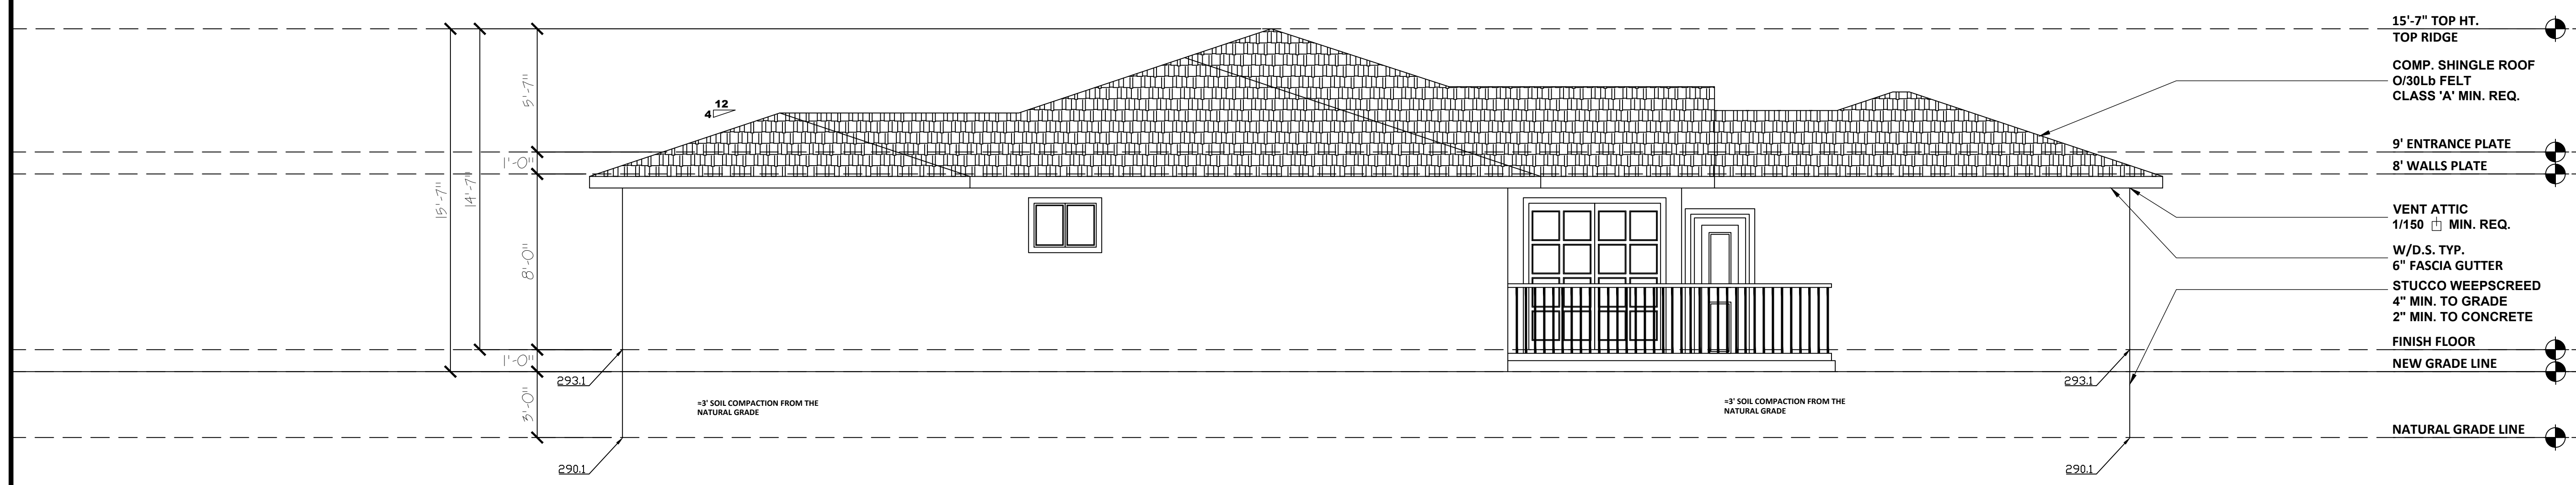 15'-7" TOP HT.
TOP RIDGE
COMP. SHINGLE ROOF
O/30Lb FELT
CLASS 'A' MIN. REQ.
9' ENTRANCE PLATE
8' WALLS PLATE
VENT ATTIC
1/150 MIN. REQ.
W/D.S. TYP.
6" FASCIA GUTTER
STUCCO WEEPSCREED
4" MIN. TO GRADE
2" MIN. TO CONCRETE
FINISH FLOOR
NEW GRADE LINE
NATURAL GRADE LINE
15'-7"
14'-7"
5'-7"
1'-0"
8'-0"
1'-0"
3'-0"
12
4
293.1
290.1
=3' SOIL COMPACTION FROM THE
NATURAL GRADE
=3' SOIL COMPACTION FROM THE
NATURAL GRADE
293.1
290.1